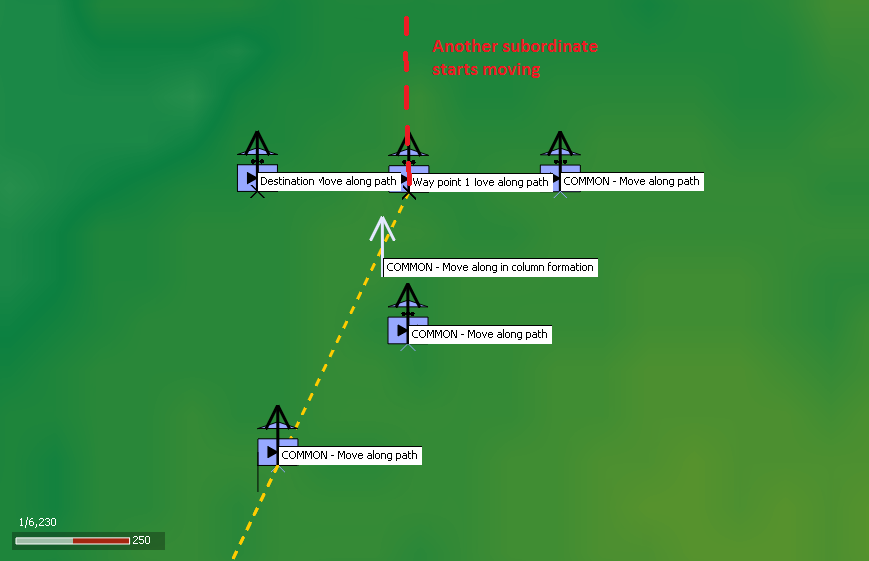 Another subordinate
starts moving
Destination Move along path
Way point 1 love along path
COMMON - Move along path
COMMON - Move along in column formation
COMMON - Move along path
COMMON - Move along path
1/6,230
250